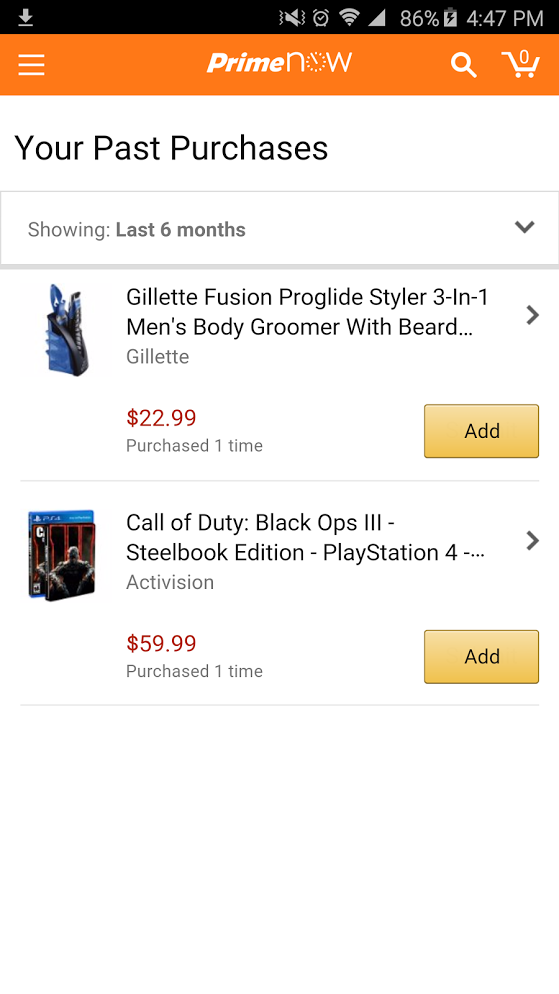 86% 4:47 PM
Prime now
0
Your Past Purchases
Showing: Last 6 months
Gillette Fusion Proglide Styler 3-In-1
Men's Body Groomer With Beard...
Gillette
$22.99
Purchased 1 time
Add
Call of Duty: Black Ops III -
Steelbook Edition - PlayStation 4 -...
Activision
$59.99
Purchased 1 time
Add